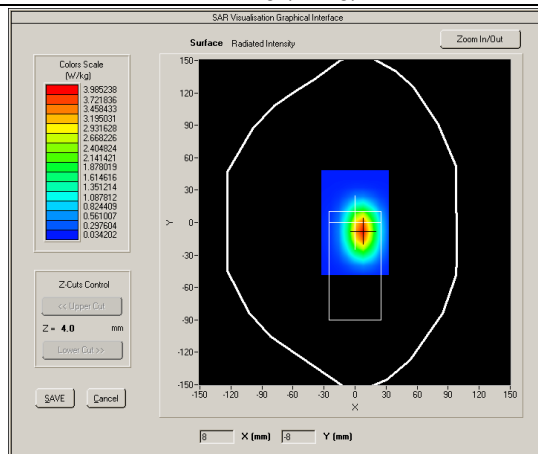 SAR Visualisation Graphical Interface
Surface Radiated Intensity
Zoom In/Out
Colors Scale
(W/kg)
3.985238
3.721836
3.458433
3.195031
2.931628
2.668226
2.404824
2.141421
1.878019
1.614616
1.351214
1.087812
0.824409
0.561007
0.297604
0.034202
Z-Cuts Control
<< Upper Cut
Z = 4.0 mm
Lower Cut >>
SAVE Cancel
150
120
90
60
30
0
-30
-60
-90
-120
-150
Y
-150 -120 -90 -60 -30 0 30 60 90 120 150
X
8 X (mm) -8 Y (mm)